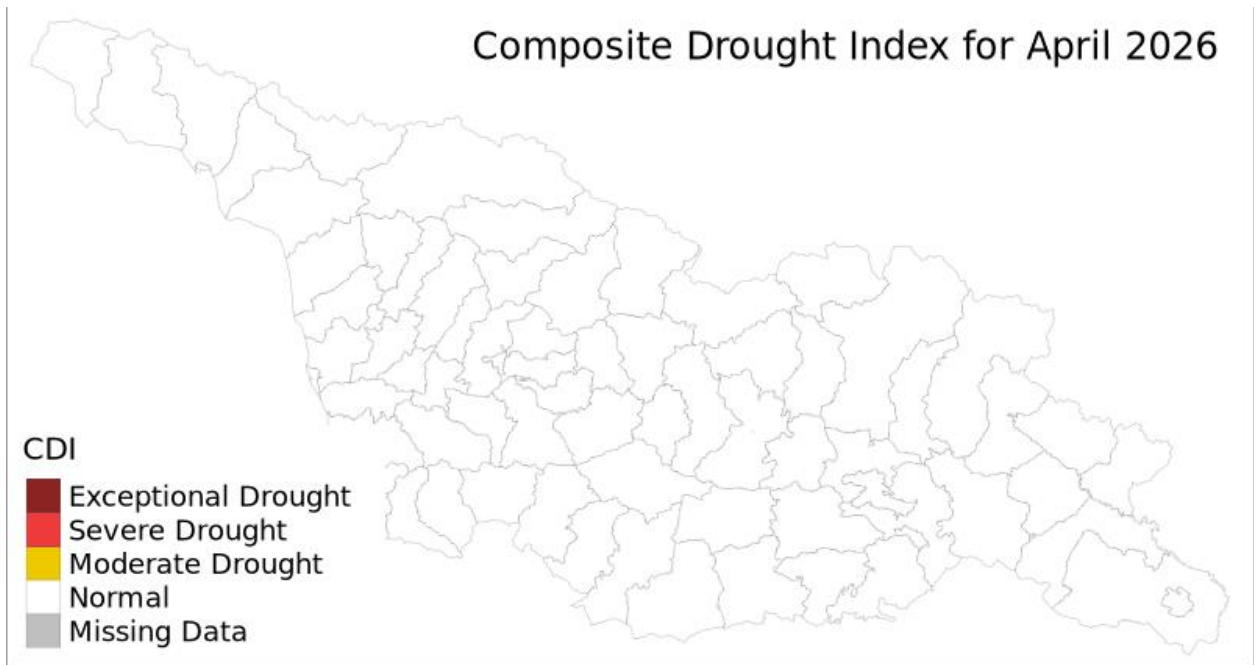 Composite Drought Index for April 2026
CDI
Exceptional Drought
Severe Drought
Moderate Drought
Normal
Missing Data